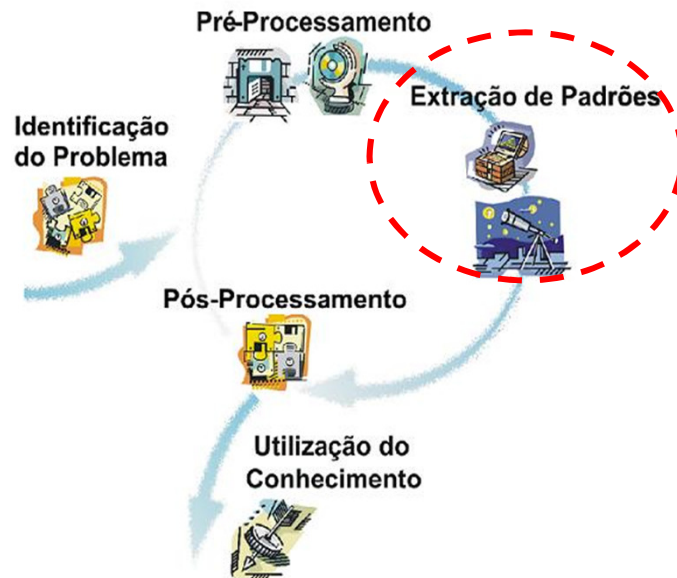 Pré-Processamento
Extração de Padrões
Identificação
do Problema
Pós-Processamento
Utilização do
Conhecimento